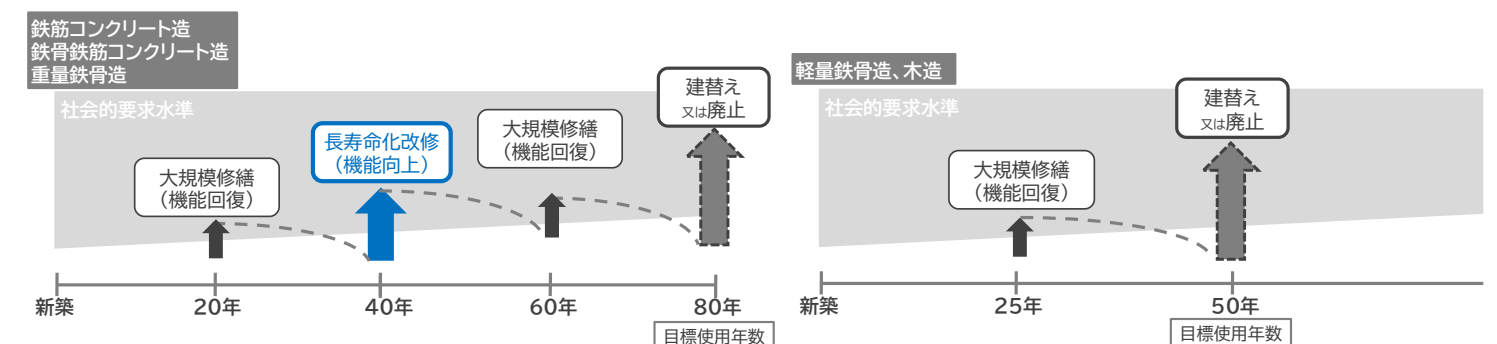 鉄筋コンクリート造
鉄骨鉄筋コンクリート造
重量鉄骨造
社会的要求水準
大規模修繕
（機能回復）
長寿命化改修
（機能向上）
大規模修繕
（機能回復）
建替え
又は廃止
新築
20年
40年
60年
80年
目標使用年数
軽量鉄骨造、木造
社会的要求水準
大規模修繕
（機能回復）
建替え
又は廃止
新築
25年
50年
目標使用年数